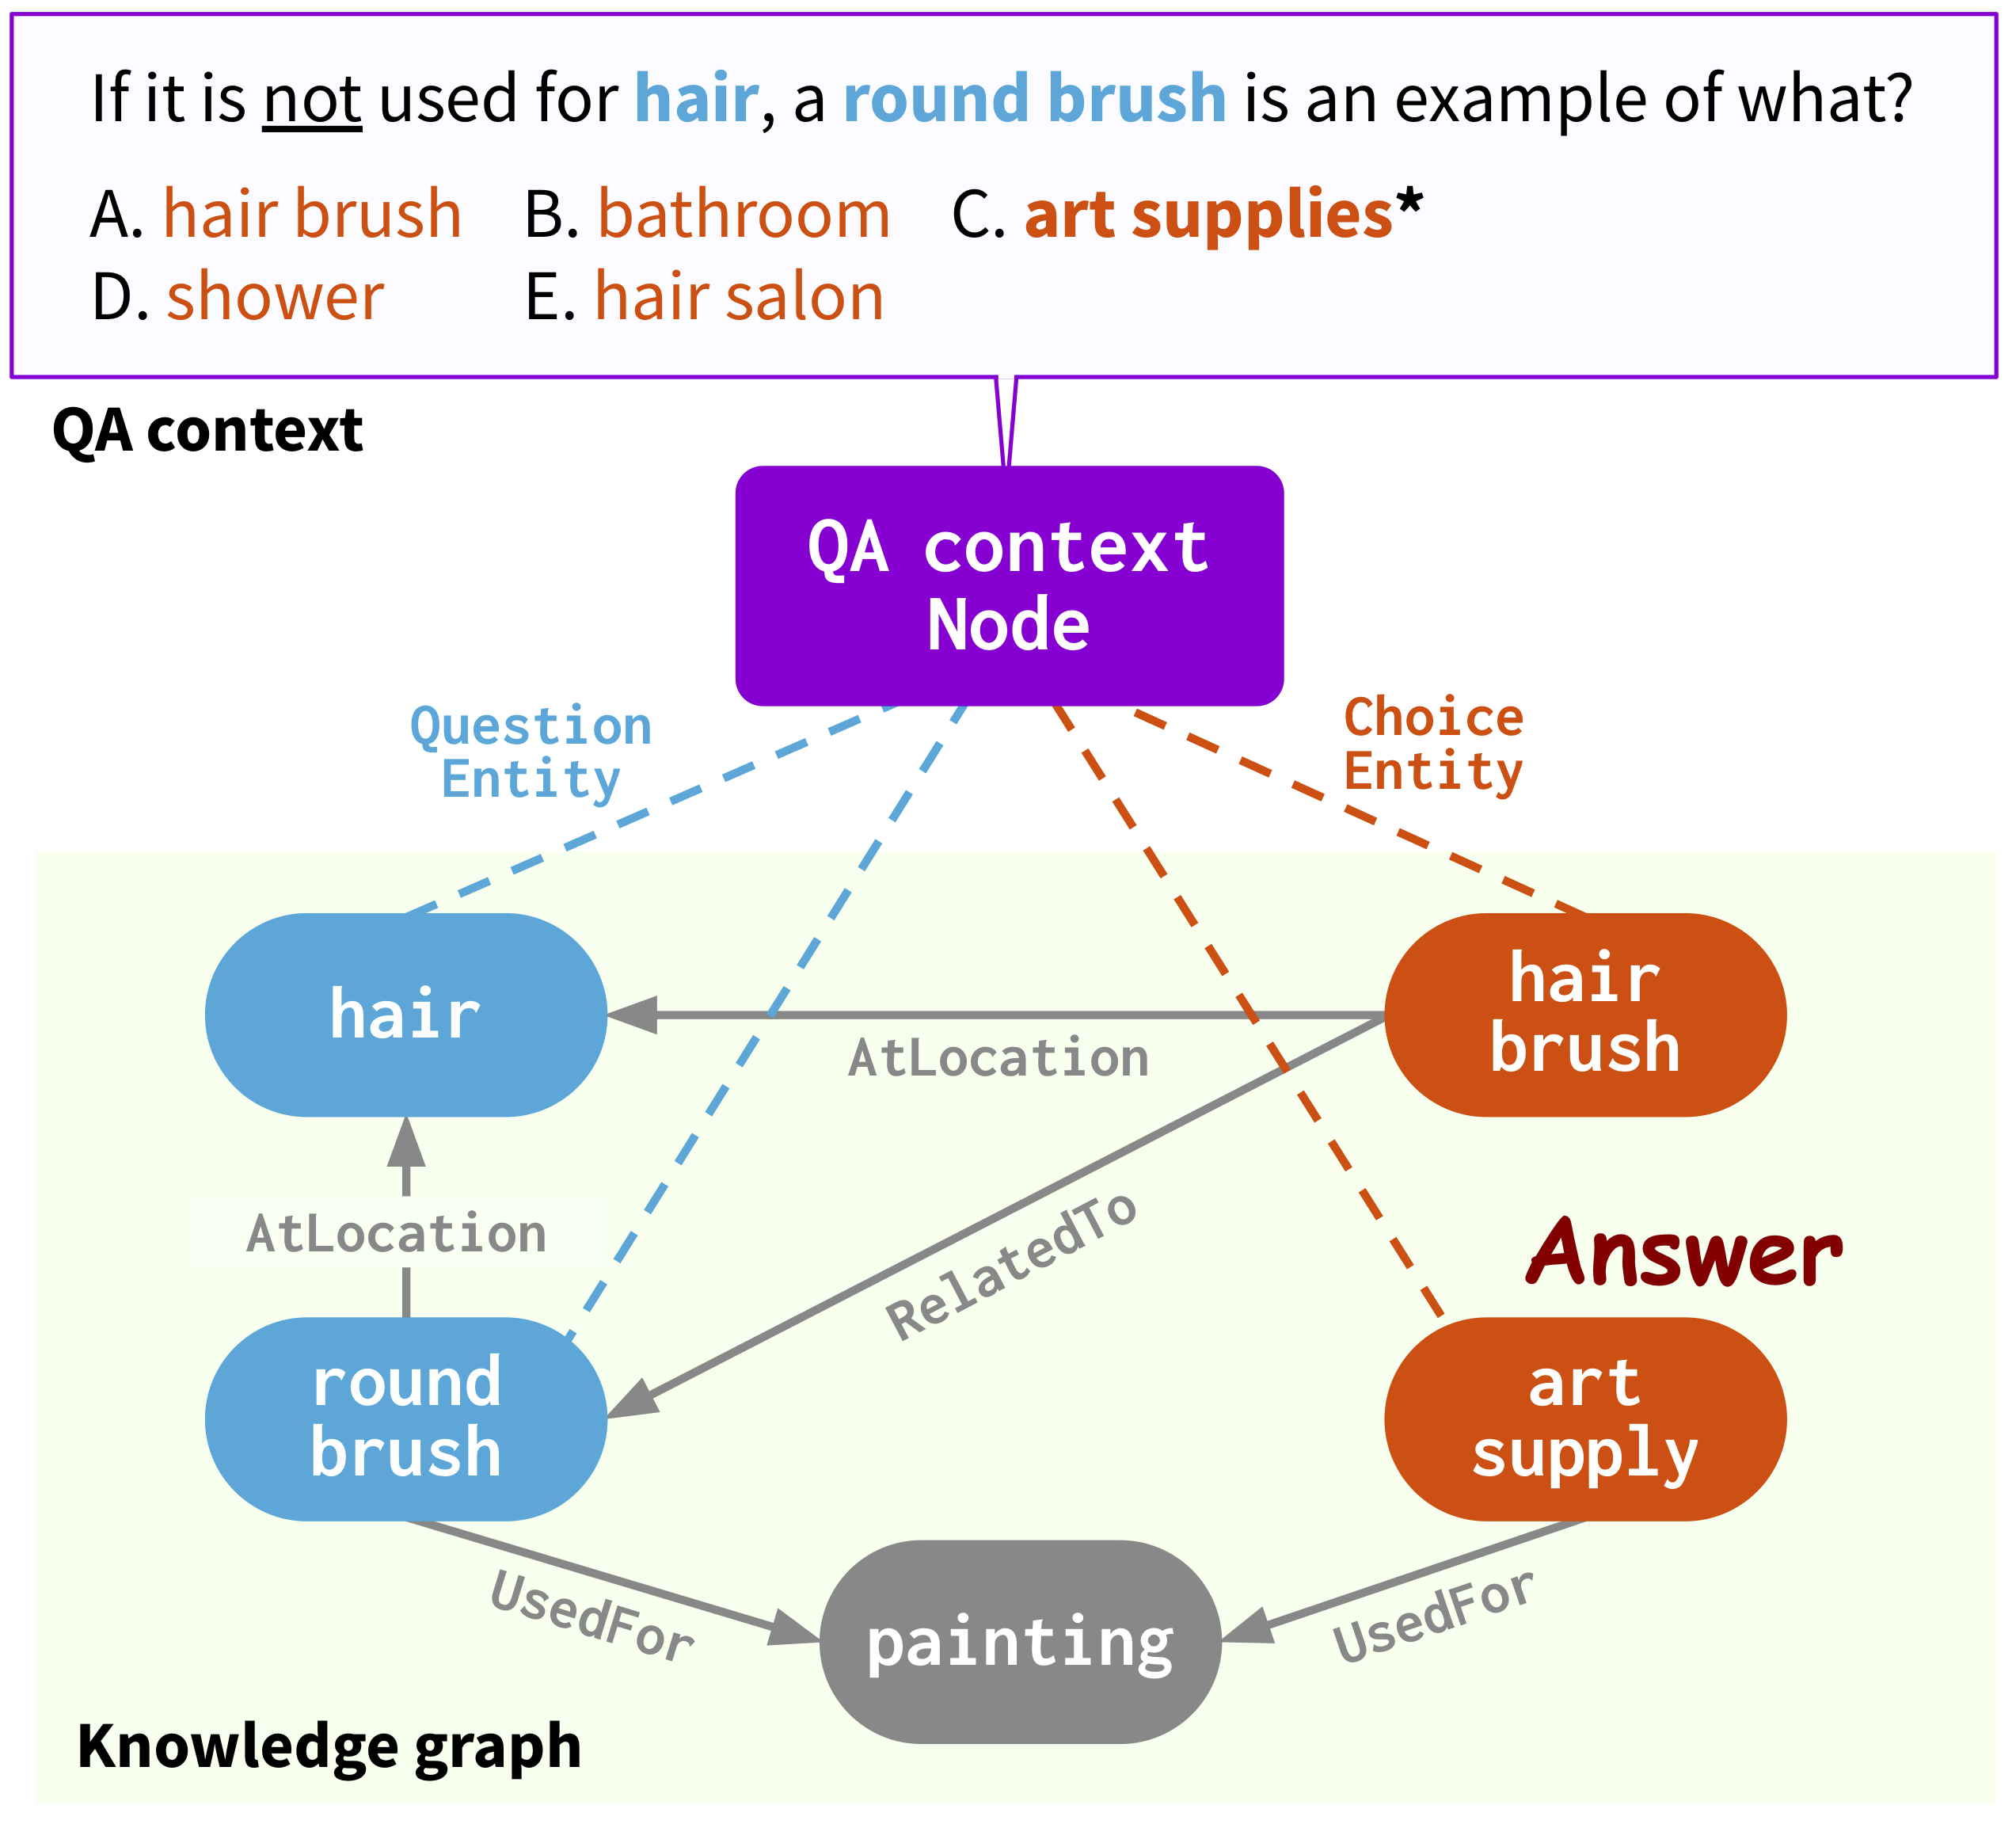 If it is not used for hair, a round brush is an example of what?
A. hair brush B. bathroom C. art supplies*
D. shower E. hair salon
QA context
QA context
Node
Question
Entity
Choice
Entity
hair
hair
brush
AtLocation
AtLocation
RelatedTo
Answer
round
brush
art
supply
UsedFor
painting
UsedFor
Knowledge graph